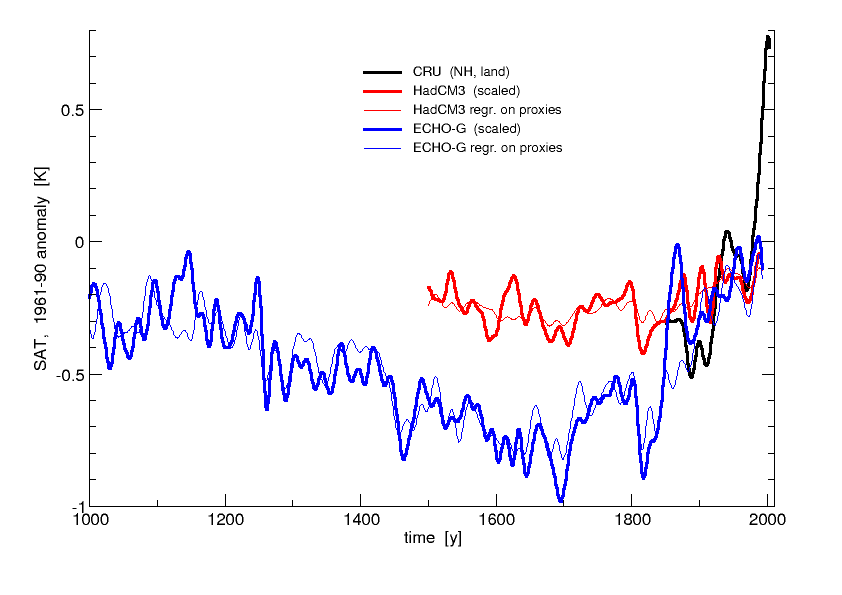 CRU (NH, land)
HadCM3 (scaled)
HadCM3 regr. on proxies
ECHO-G (scaled)
ECHO-G regr. on proxies
0.5
0
-0.5
-1
SAT, 1961-90 anomaly [K]
1000 1200 1400 1600 1800 2000
time [y]